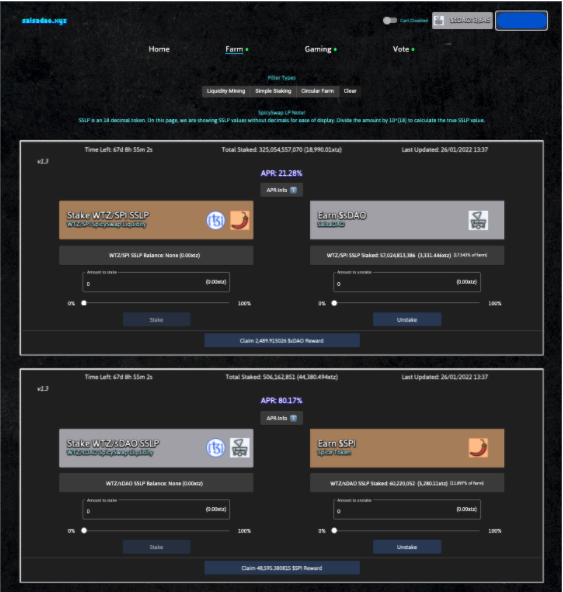 salsadao.xyz
Cart Disabled
Home
Farm
Gaming
Vote
Filter Types
Liquidity Mining
Simple Staking
Circular Farm
Clear
SpicySwap LP Note!
SSLP is an 18 decimal token. On this page, we are showing SSLP values without decimals for ease of display. Divide the amount by 10^(18) to calculate the true SSLP value.
Time Left: 67d 8h 55m 2s
Total Staked: 325,054,557,070 (18,990.01xtz)
Last Updated: 26/01/2022 13:37
v1.3
APR: 21.28%
APR Info
Stake WTZ/SPI SSLP
WTZ/SPI SpicySwap Liquidity
Earn $sDAO
SalsaDAO
WTZ/SPI SSLP Balance: None (0.00xtz)
WTZ/SPI SSLP Staked: 57,024,813,386 (3,331.446xtz) (17.543% of farm)
Amount to stake
0
(0.00xtz)
Amount to unstake
0
(0.00xtz)
0%
100%
0%
100%
Stake
Unstake
Claim 2,489.915026 $sDAO Reward
Time Left: 67d 8h 55m 2s
Total Staked: 506,162,851 (44,380.494xtz)
Last Updated: 26/01/2022 13:37
v1.3
APR: 80.17%
APR Info
Stake WTZ/sDAO SSLP
WTZ/sDAO SpicySwap Liquidity
Earn $SPI
Spice Token
WTZ/sDAO SSLP Balance: None (0.00xtz)
WTZ/sDAO SSLP Staked: 60,220,052 (5,280.11xtz) (11.897% of farm)
Amount to stake
0
(0.00xtz)
Amount to unstake
0
(0.00xtz)
0%
100%
0%
100%
Stake
Unstake
Claim 48,595.380815 $SPI Reward